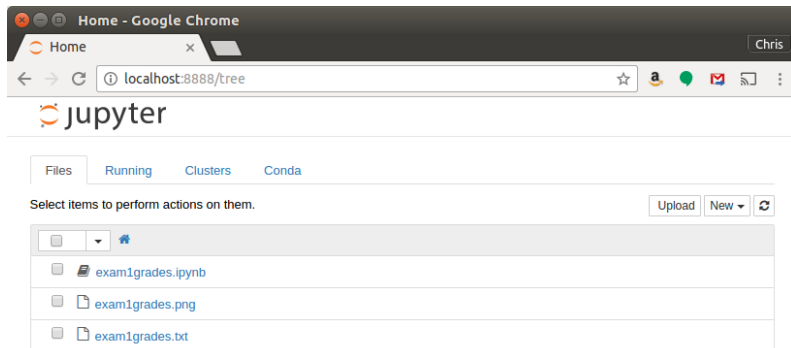 Home - Google Chrome
Home
Chris
localhost:8888/tree
jupyter
Files Running Clusters Conda
Select items to perform actions on them.
Upload New
exam1grades.ipynb
exam1grades.png
exam1grades.txt